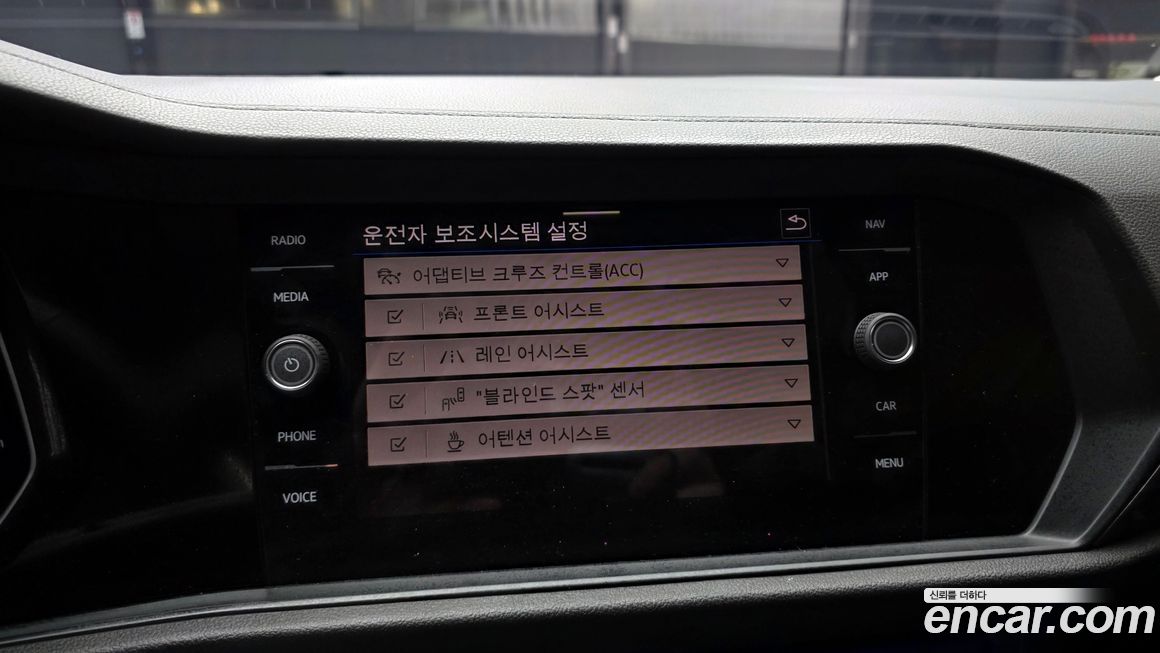 RADIO
MEDIA
PHONE
VOICE
운전자 보조시스템 설정
어댑티브 크루즈 컨트롤(ACC)
프론트 어시스트
레인 어시스트
"블라인드 스팟" 센서
어텐션 어시스트
NAV
APP
CAR
MENU
신뢰를 더하다
encar.com